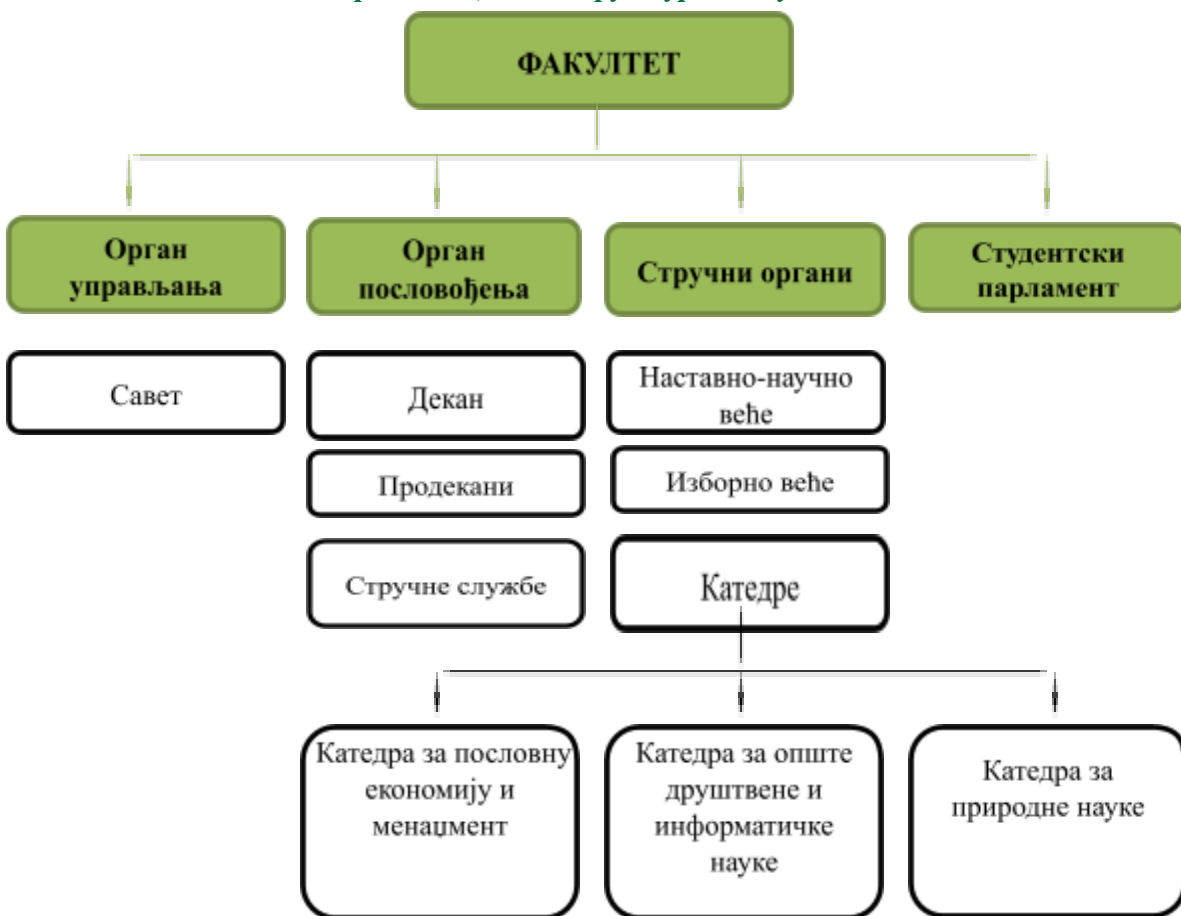 ФАКУЛТЕТ
Орган
управљања
Орган
пословођења
Стручни органи
Студентски
парламент
Савет
Декан
Наставно-научно
веће
Продекани
Изборно веће
Стручне службе
Катедре
Катедра за пословну
економију и
менаџмент
Катедра за опште
друштвене и
информатичке
науке
Катедра за
природне науке